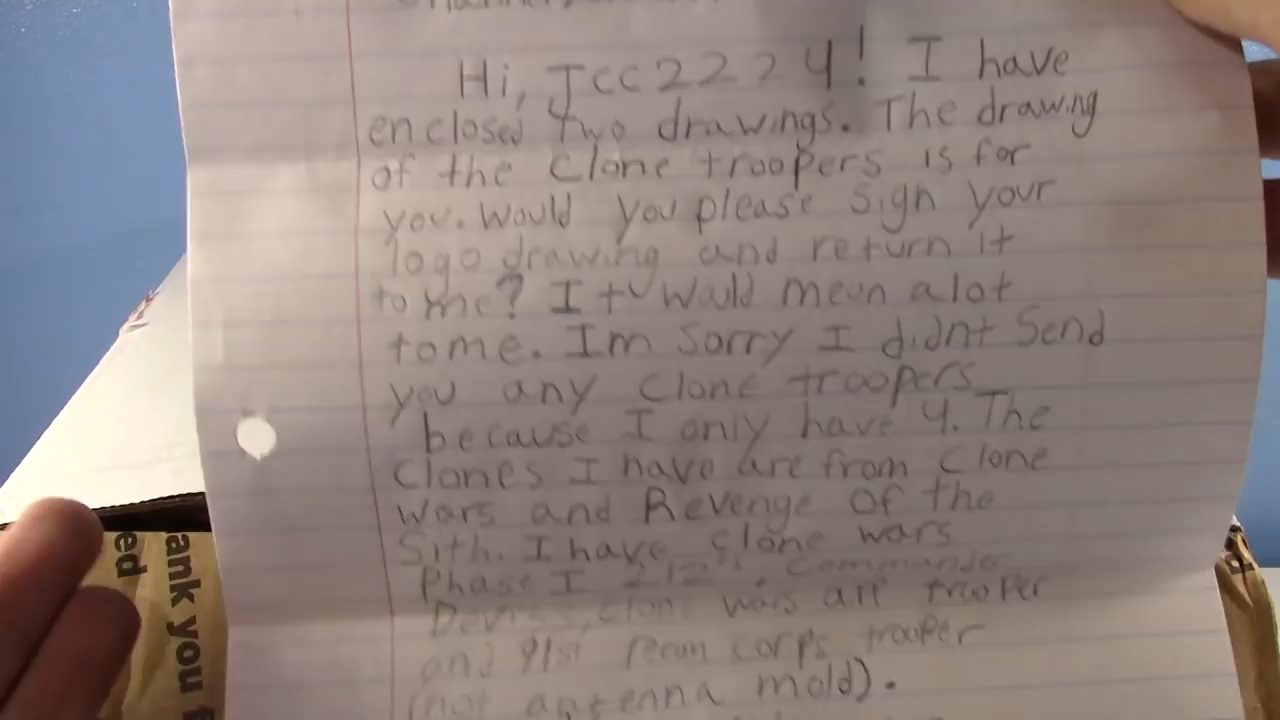 Hi, JCC2224! I have
enclosed two drawings. The drawing
of the Clone troopers is for
you. Would you please sign your
logo drawing and return it
to me? It would mean alot
to me. Im sorry I didnt Send
you any Clone troopers
because I only have 4. The
Clones I have are from Clone
Wars and Revenge of the
Sith. I have clone wars
Phase I 212th. Commander
clone wars trooper
and 91st recon corps trooper
(not antenna mold).
ank you
ed